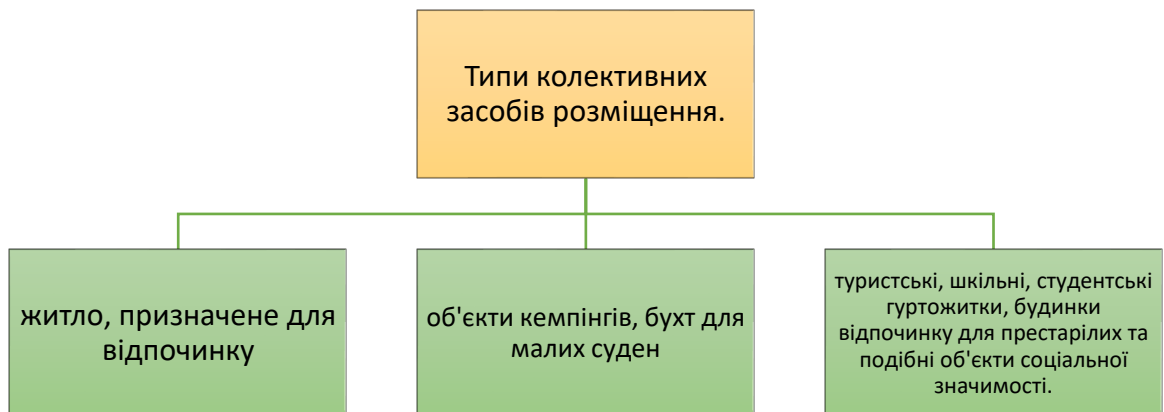 Типи колективних
засобів розміщення.
житло, призначене для
відпочинку
об'єкти кемпінгів, бухт для
малих суден
туристські, шкільні, студентські
гуртожитки, будинки
відпочинку для престарілих та
подібні об'єкти соціальної
значимості.